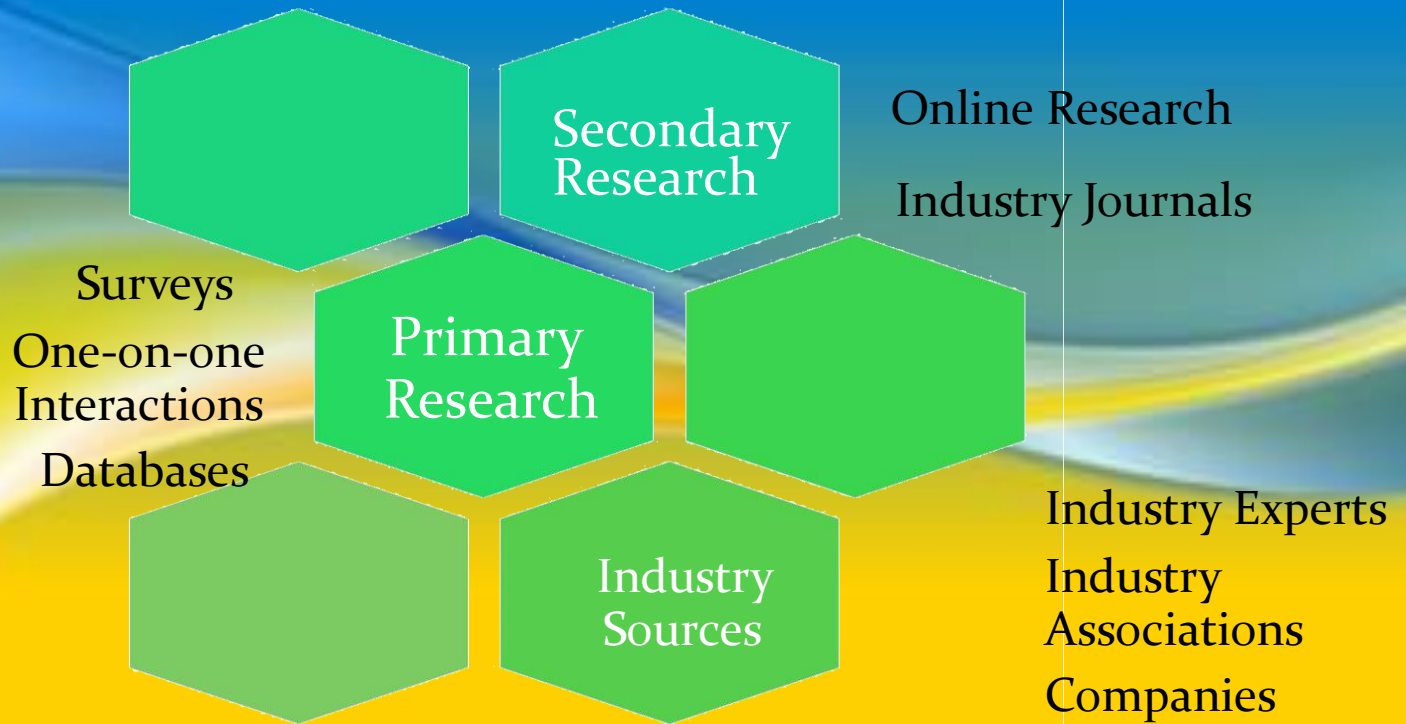 Secondary
Research
Online Research
Industry Journals
Surveys
One-on-one
Interactions
Databases
Primary
Research
Industry
Sources
Industry Experts
Industry
Associations
Companies